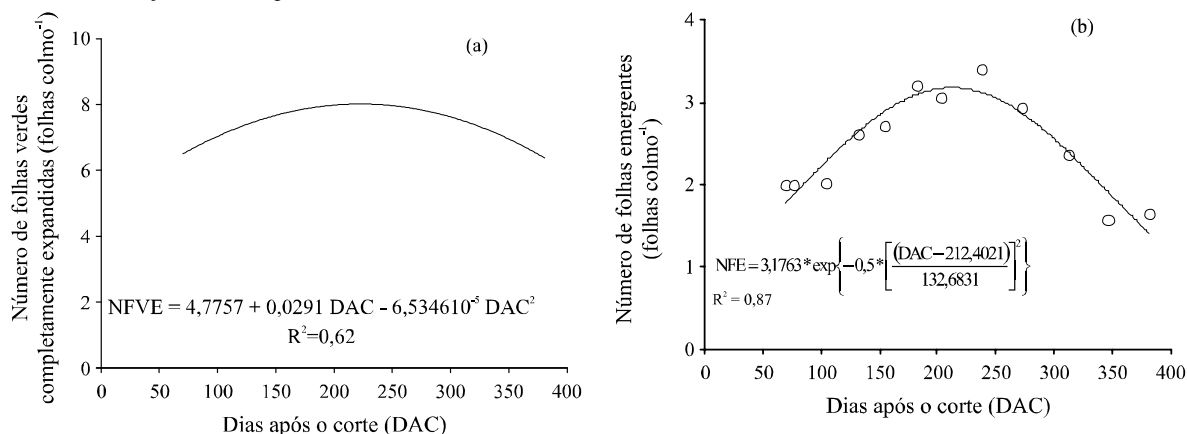 (a)
Número de folhas verdes
completamente expandidas (folhas colmo⁻¹)
10
8
6
4
2
0
NFVE = 4,7757 + 0,0291 DAC - 6,534610⁻⁵ DAC²
R²=0,62
0 50 100 150 200 250 300 350 400
Dias após o corte (DAC)
(b)
Número de folhas emergentes
(folhas colmo⁻¹)
4
3
2
1
0
NFE=3,1763*exp{-0,5*[(DAC-212,4021)/132,6831]²}
R² = 0,87
0 50 100 150 200 250 300 350 400
Dias após o corte (DAC)